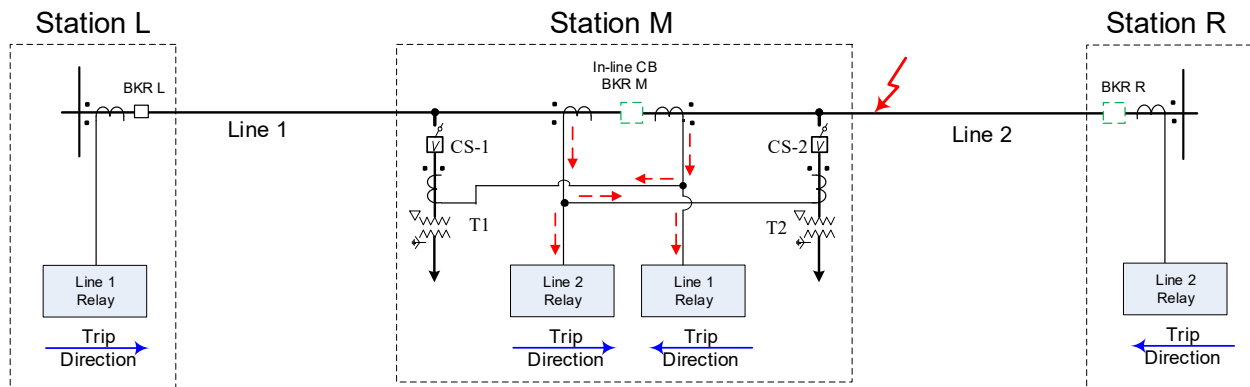 Station L
Station M
Station R
In-line CB
BKR M
BKR L
BKR R
Line 1
Line 2
CS-1
V
CS-2
V
T1
T2
Line 1
Relay
Line 2
Relay
Line 1
Relay
Line 2
Relay
Trip
Direction
Trip
Direction
Trip
Direction
Trip
Direction